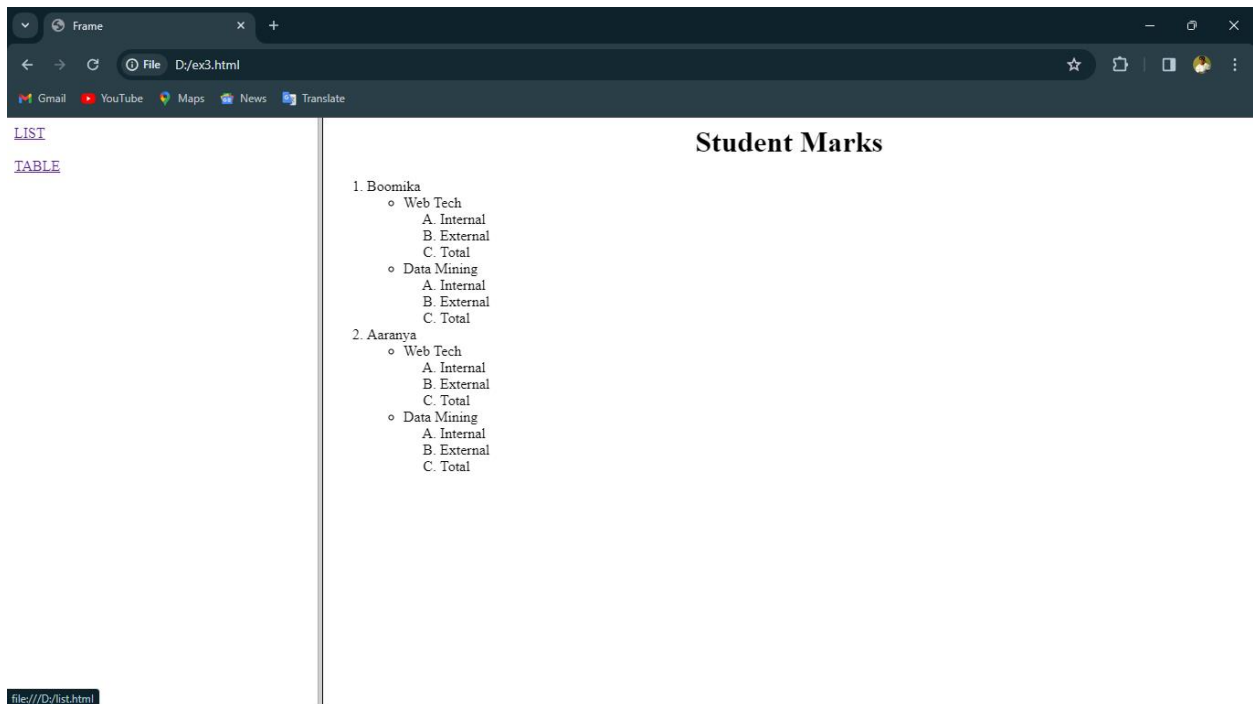 Frame
File D:/ex3.html
Gmail YouTube Maps News Translate
LIST
TABLE
Student Marks
1. Boomika
Web Tech
A. Internal
B. External
C. Total
Data Mining
A. Internal
B. External
C. Total
2. Aaranya
Web Tech
A. Internal
B. External
C. Total
Data Mining
A. Internal
B. External
C. Total
file:///D:/list.html